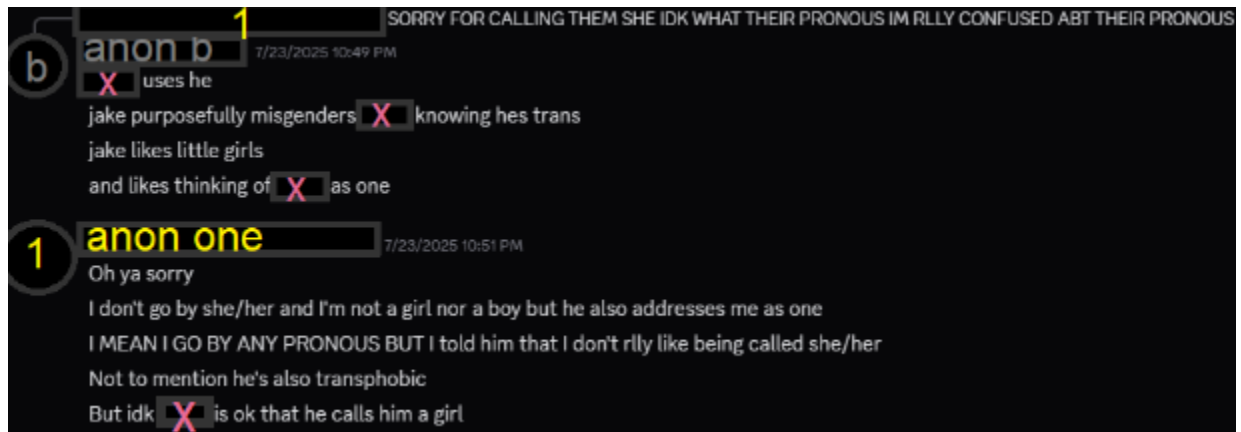 1 SORRY FOR CALLING THEM SHE IDK WHAT THEIR PRONOUS IM RLLY CONFUSED ABT THEIR PRONOUS
b anon b 7/23/2025 10:49 PM
X uses he
jake purposefully misgenders X knowing hes trans
jake likes little girls
and likes thinking of X as one
1 anon one 7/23/2025 10:51 PM
Oh ya sorry
I don't go by she/her and I'm not a girl nor a boy but he also addresses me as one
I MEAN I GO BY ANY PRONOUS BUT I told him that I don't rlly like being called she/her
Not to mention he's also transphobic
But idk X is ok that he calls him a girl